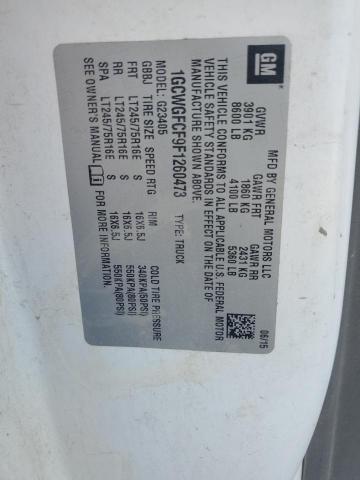 GM
MFD BY GENERAL MOTORS LLC
GVWR GAWR FRT GAWR RR
3901 KG 1860 KG 2431 KG
8600 LB 4100 LB 5360 LB
06/15
THIS VEHICLE CONFORMS TO ALL APPLICABLE U.S. FEDERAL MOTOR
VEHICLE SAFETY STANDARDS IN EFFECT ON THE DATE OF
MANUFACTURE SHOWN ABOVE.
1GCWGFCF9F1260473 TYPE: TRUCK
G23405
GBBJ TIRE SIZE SPEED RTG RIM COLD TIRE PRESSURE
FRT LT245/75R16E S 16X6.5J 340KPA(50PSI)
RR LT245/75R16E S 16X6.5J 550KPA(80PSI)
SPA LT245/75R16E S 16X6.5J 550KPA(80PSI)
SEE OWNER'S MANUAL i FOR MORE INFORMATION.